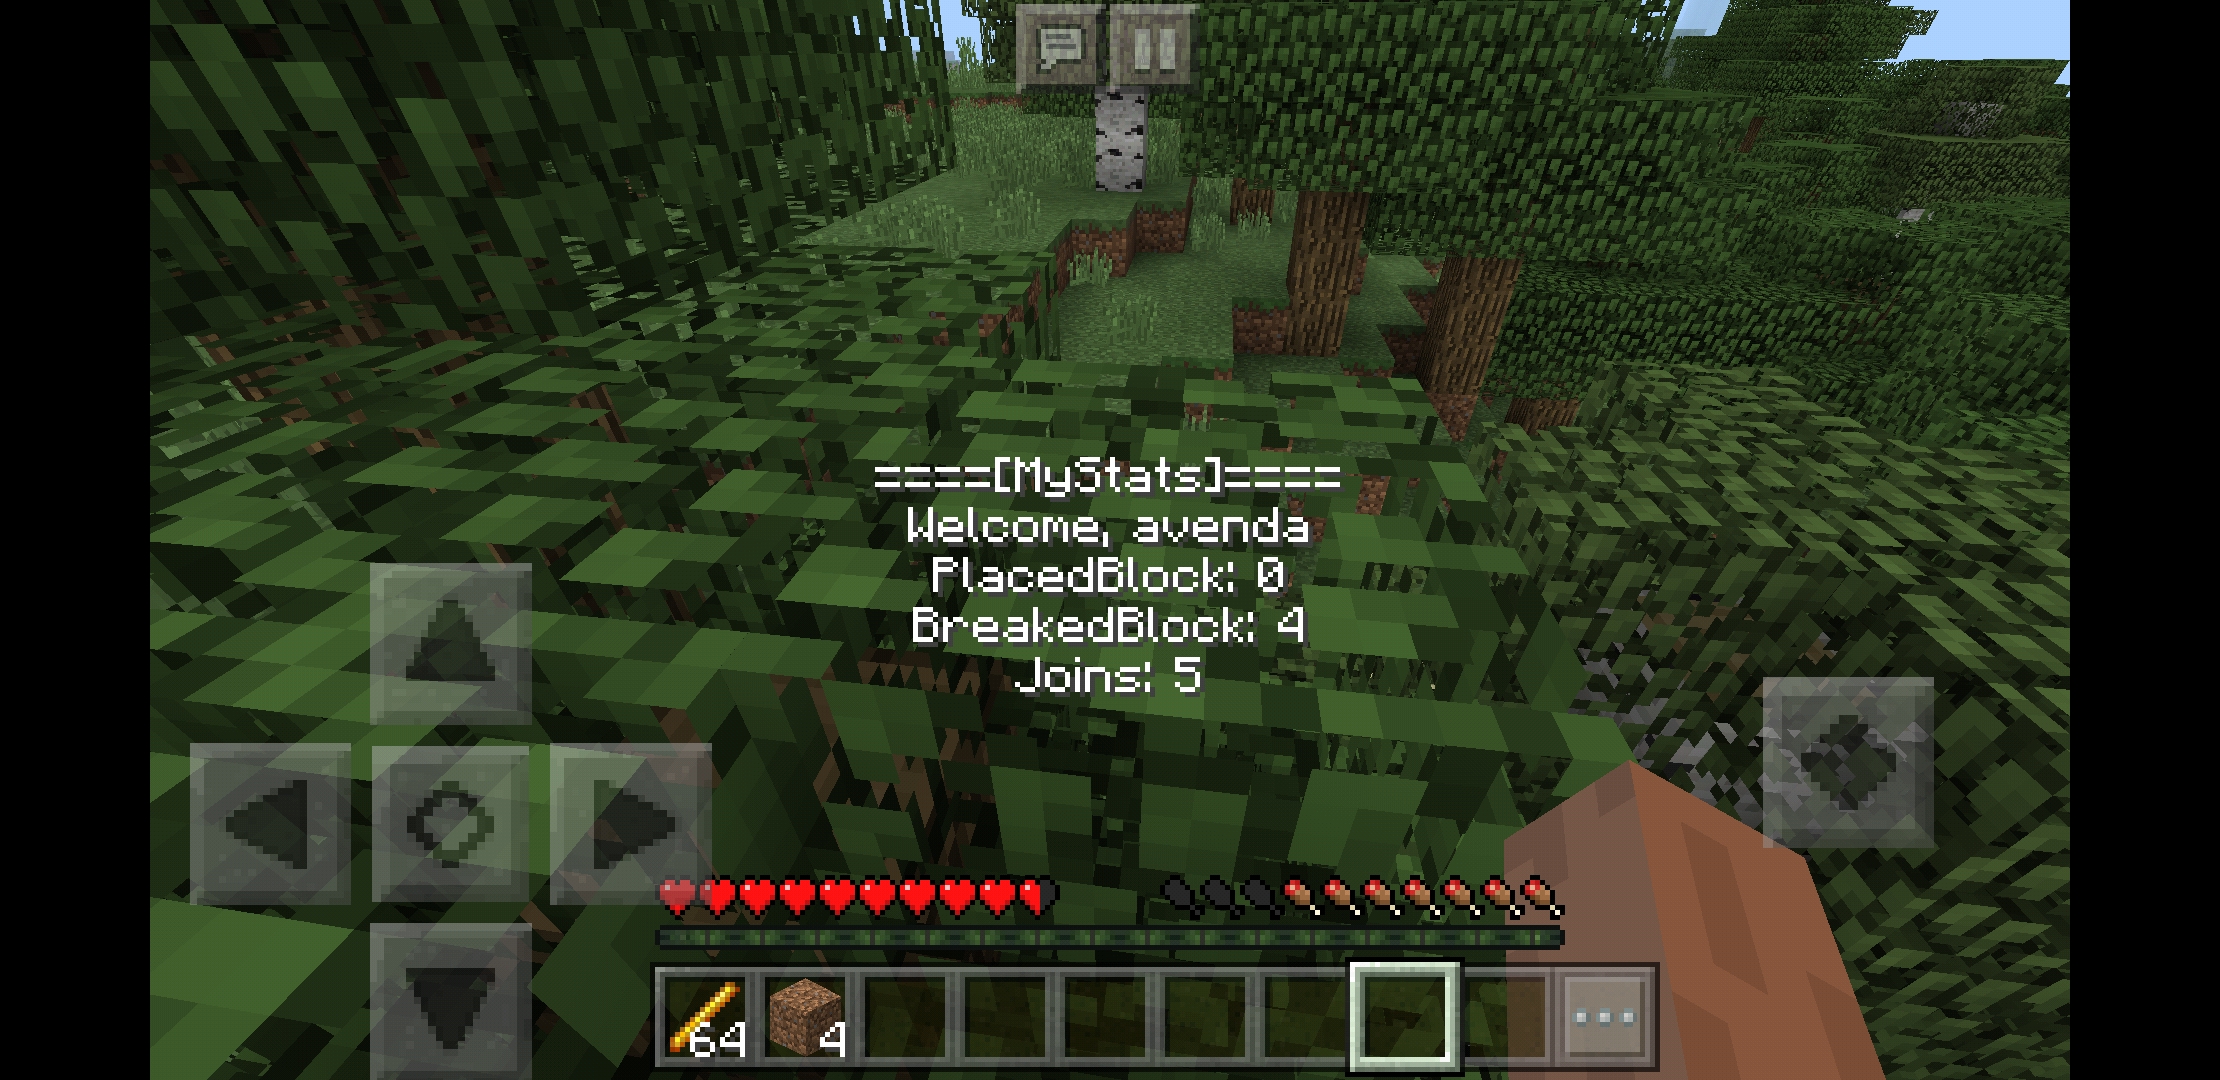 ====[MyStats]====
Welcome, avenda
PlacedBlock: 0
BreakedBlock: 4
Joins: 5
64
4